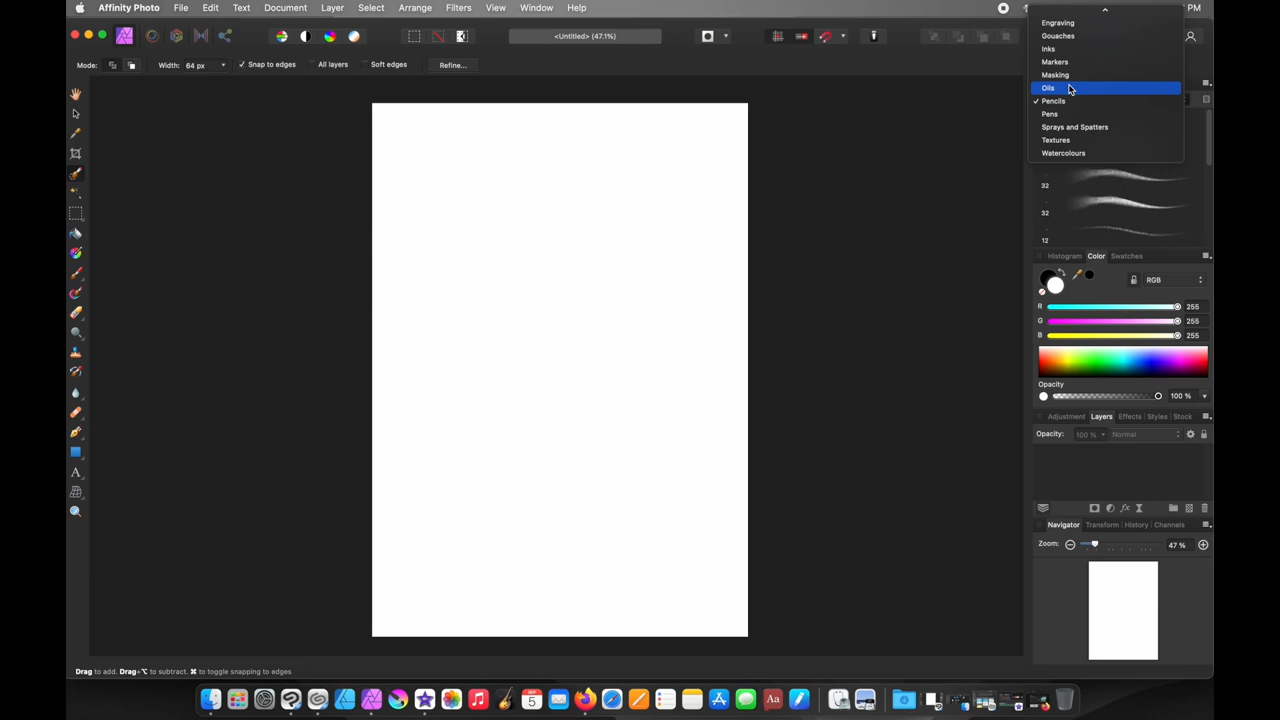 Affinity Photo File Edit Text Document Layer Select Arrange Filters View Window Help
PM
<Untitled> (47.1%)
Mode: Width: 64 px Snap to edges All layers Soft edges Refine...
Engraving
Gouaches
Inks
Markers
Masking
Oils
Pencils
Pens
Sprays and Spatters
Textures
Watercolours
32
32
12
Histogram Color Swatches
RGB
R 255
G 255
B 255
Opacity
100 %
Adjustment Layers Effects Styles Stock
Opacity: 100 % Normal
fx
Navigator Transform History Channels
Zoom: 47 %
A
Drag to add. Drag+⌥ to subtract. ⌘ to toggle snapping to edges
SEP
5
Aa